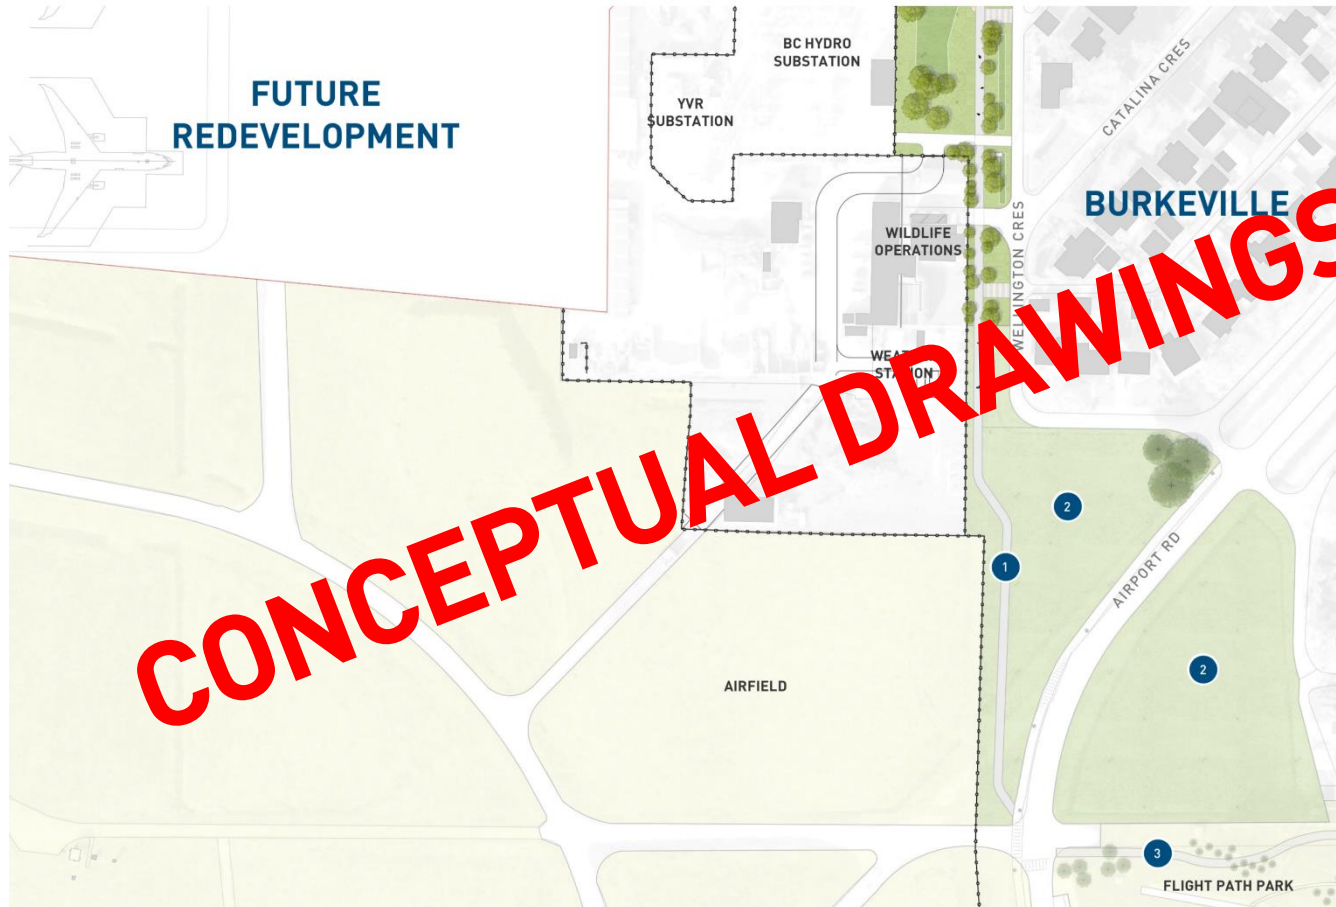 FUTURE
REDEVELOPMENT
BC HYDRO
SUBSTATION
YVR
SUBSTATION
CATALINA CRES
BURKEVILLE
WILDLIFE
OPERATIONS
WELLINGTON CRES
STATION
CONCEPTUAL DRAWINGS
2
1
AIRPORT RD
2
AIRFIELD
3
FLIGHT PATH PARK